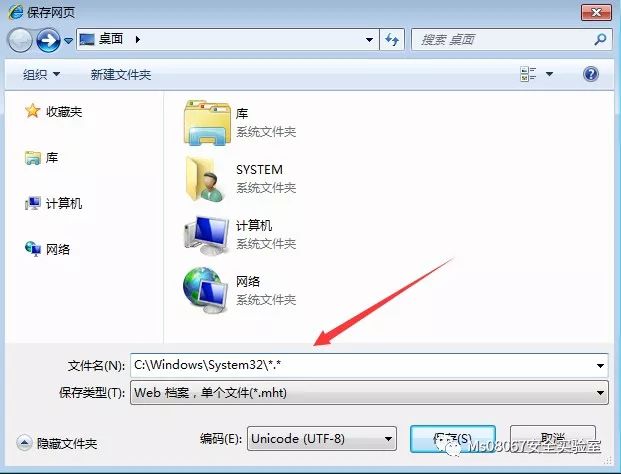 保存网页
桌面
搜索 桌面
组织
新建文件夹
收藏夹
库
计算机
网络
库
系统文件夹
SYSTEM
系统文件夹
计算机
系统文件夹
网络
系统文件夹
文件名(N): C:\Windows\System32\*.*
保存类型(T): Web 档案，单个文件(*.mht)
隐藏文件夹
编码(E): Unicode (UTF-8)
保存(S)
取消
Ms08067安全实验室